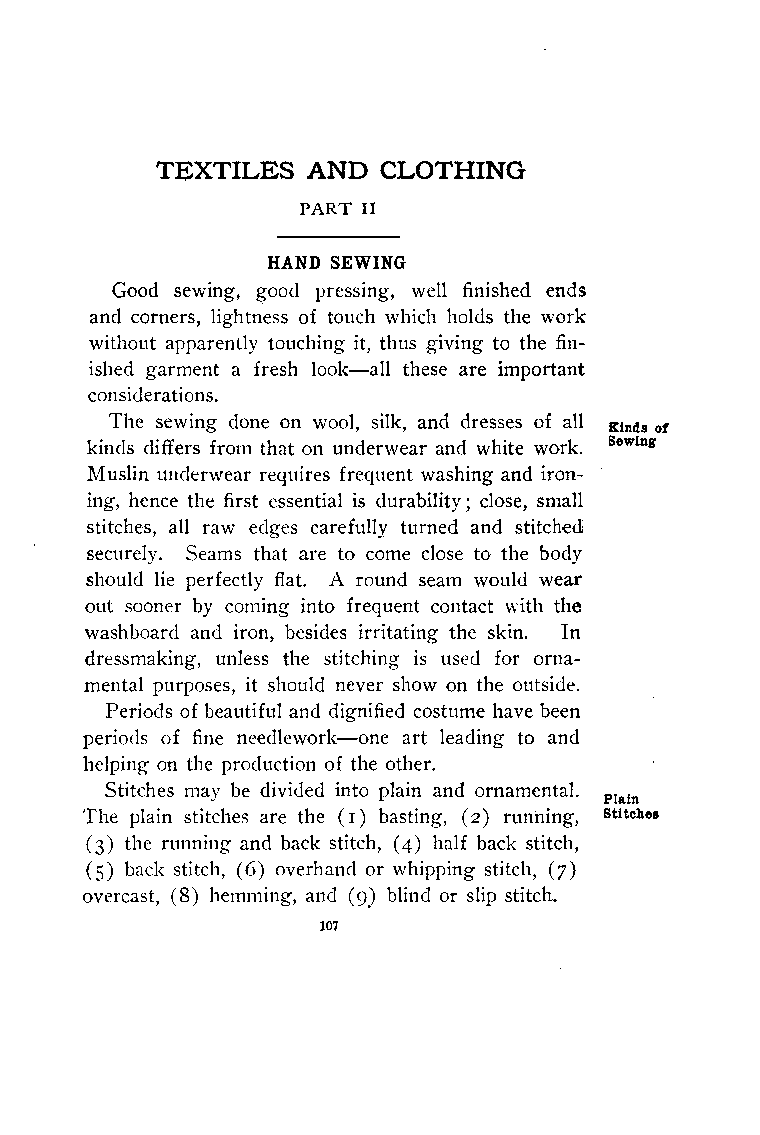 TEXTILES AND CLOTHING
PART II
HAND SEWING
Good sewing, good pressing, well finished ends
and corners, lightness of touch which holds the work
without apparently touching it, thus giving to the fin-
ished garment a fresh look—all these are important
considerations.
Kinds of
Sewing
The sewing done on wool, silk, and dresses of all
kinds differs from that on underwear and white work.
Muslin underwear requires frequent washing and iron-
ing, hence the first essential is durability; close, small
stitches, all raw edges carefully turned and stitched
securely. Seams that are to come close to the body
should lie perfectly flat. A round seam would wear
out sooner by coming into frequent contact with the
washboard and iron, besides irritating the skin. In
dressmaking, unless the stitching is used for orna-
mental purposes, it should never show on the outside.
Periods of beautiful and dignified costume have been
periods of fine needlework—one art leading to and
helping on the production of the other.
Plain
Stitches
Stitches may be divided into plain and ornamental.
The plain stitches are the (1) basting, (2) running,
(3) the running and back stitch, (4) half back stitch,
(5) back stitch, (6) overhand or whipping stitch, (7)
overcast, (8) hemming, and (9) blind or slip stitch.
107